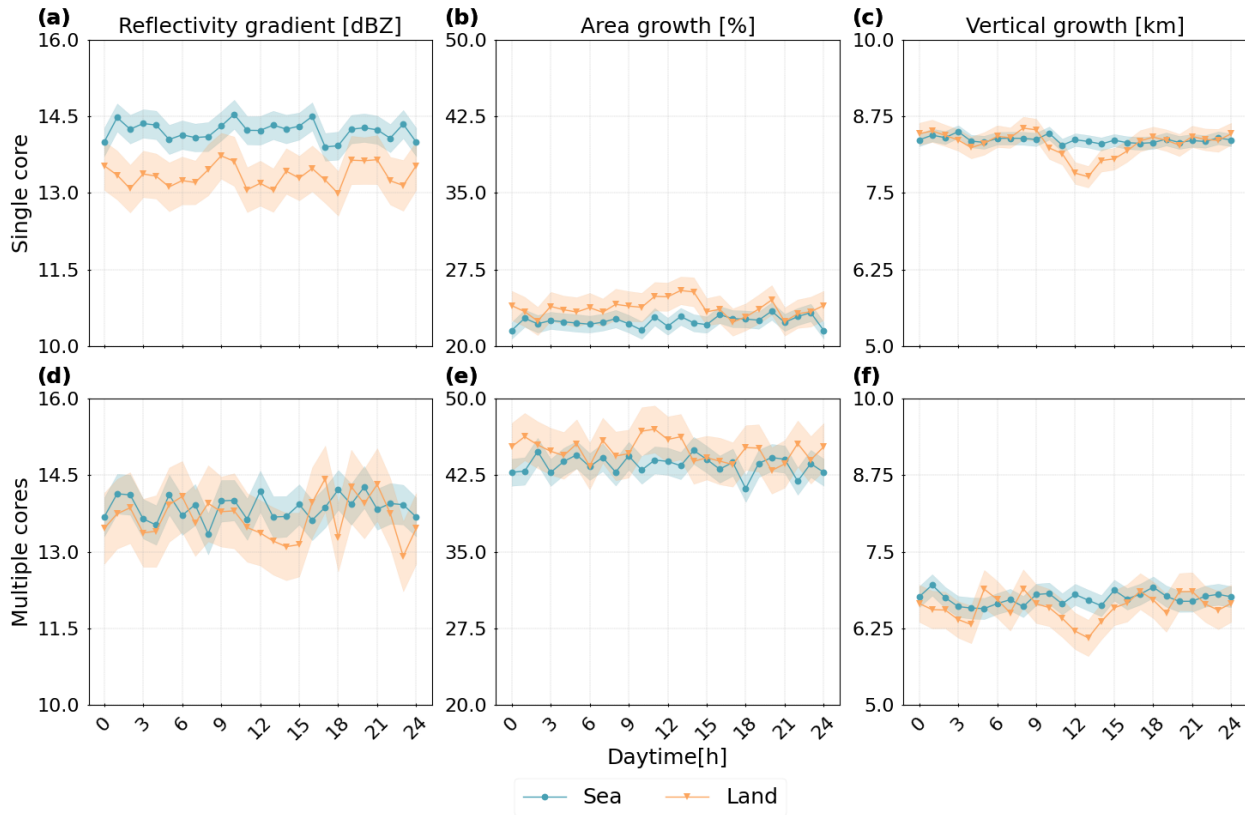 (a) Reflectivity gradient [dBZ]
(b) Area growth [%]
(c) Vertical growth [km]
Single core
16.0
14.5
13.0
11.5
10.0
50.0
42.5
35.0
27.5
20.0
10.0
8.75
7.5
6.25
5.0
(d)
(e)
(f)
Multiple cores
16.0
14.5
13.0
11.5
10.0
0 3 6 9 12 15 18 21 24
50.0
42.5
35.0
27.5
20.0
0 3 6 9 12 15 18 21 24
10.0
8.75
7.5
6.25
5.0
0 3 6 9 12 15 18 21 24
Daytime[h]
Sea Land